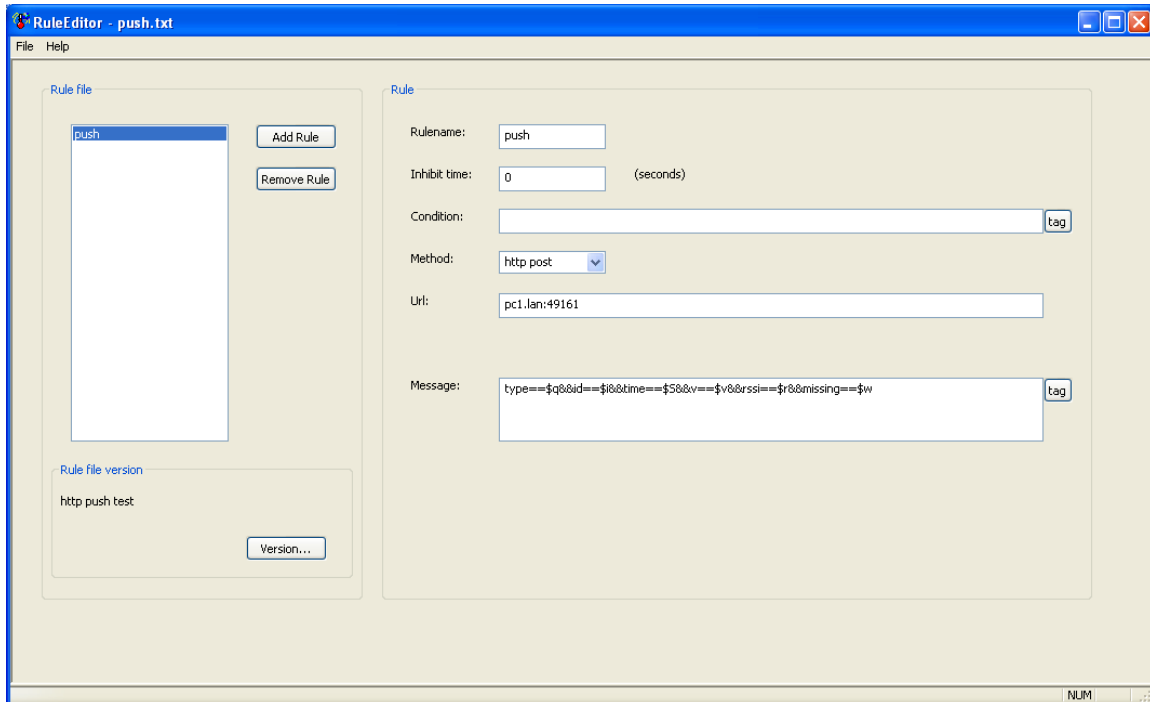 RuleEditor - push.txt
File Help
Rule file
push
Add Rule
Remove Rule
Rule file version
http push test
Version...
Rule
Rulename: push
Inhibit time: 0 (seconds)
Condition: tag
Method: http post
Url: pc1.lan:49161
Message: type==$q&&id==$i&&time==$S&&v==$v&&rssi==$r&&missing==$w tag
NUM